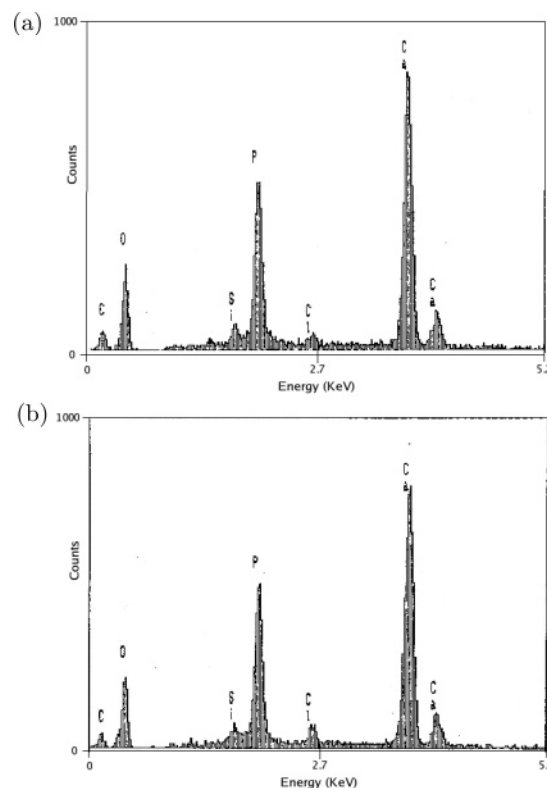 (a)
1000
Counts
0
C
O
Si
P
Cl
Ca
Ca
0
2.7
5.
Energy (KeV)
(b)
1000
Counts
0
C
O
Si
P
Cl
Ca
Ca
0
2.7
5.
Energy (KeV)